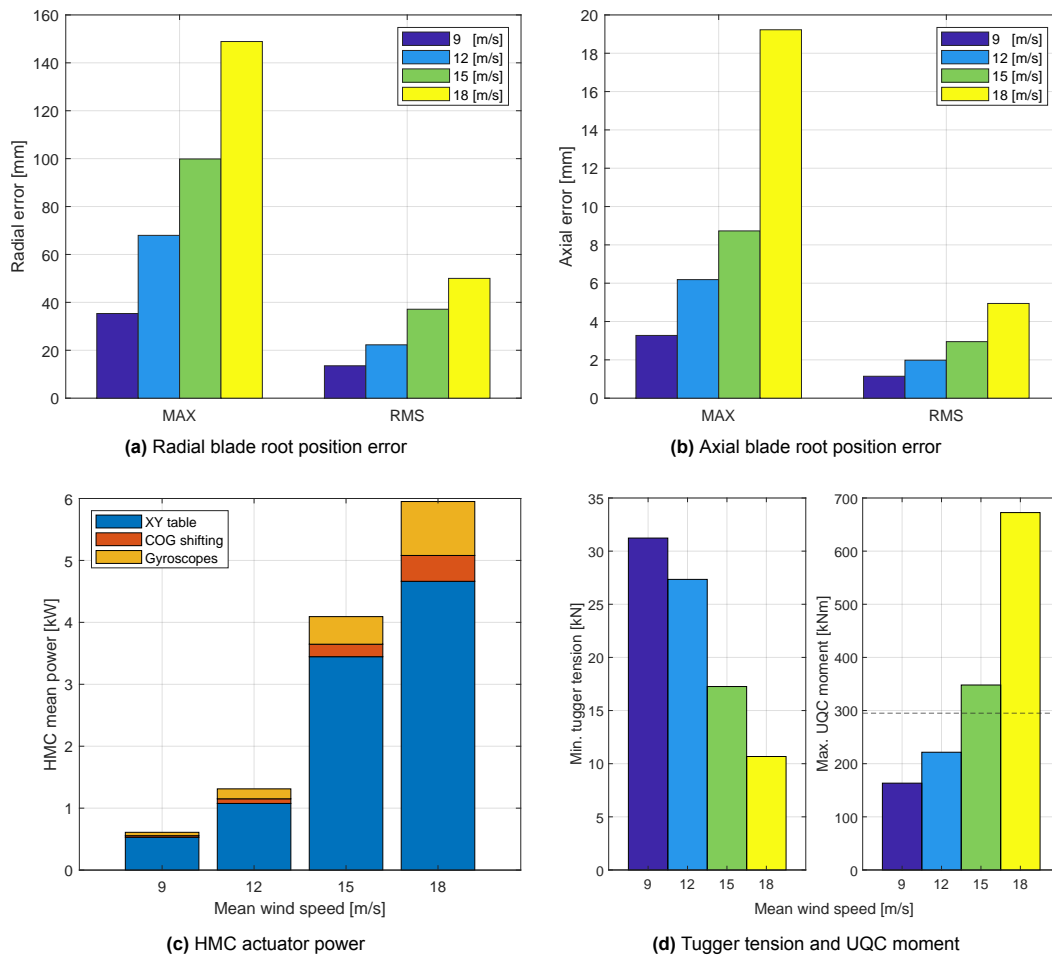 160
140
120
100
80
60
40
20
0
Radial error [mm]
9 [m/s]
12 [m/s]
15 [m/s]
18 [m/s]
MAX
RMS
(a) Radial blade root position error
20
18
16
14
12
10
8
6
4
2
0
Axial error [mm]
9 [m/s]
12 [m/s]
15 [m/s]
18 [m/s]
MAX
RMS
(b) Axial blade root position error
6
5
4
3
2
1
0
HMC mean power [kW]
XY table
COG shifting
Gyroscopes
9
12
15
18
Mean wind speed [m/s]
(c) HMC actuator power
35
30
25
20
15
10
5
0
Min. tugger tension [kN]
9
12
15
18
700
600
500
400
300
200
100
0
Max. UQC moment [kNm]
9
12
15
18
Mean wind speed [m/s]
(d) Tugger tension and UQC moment